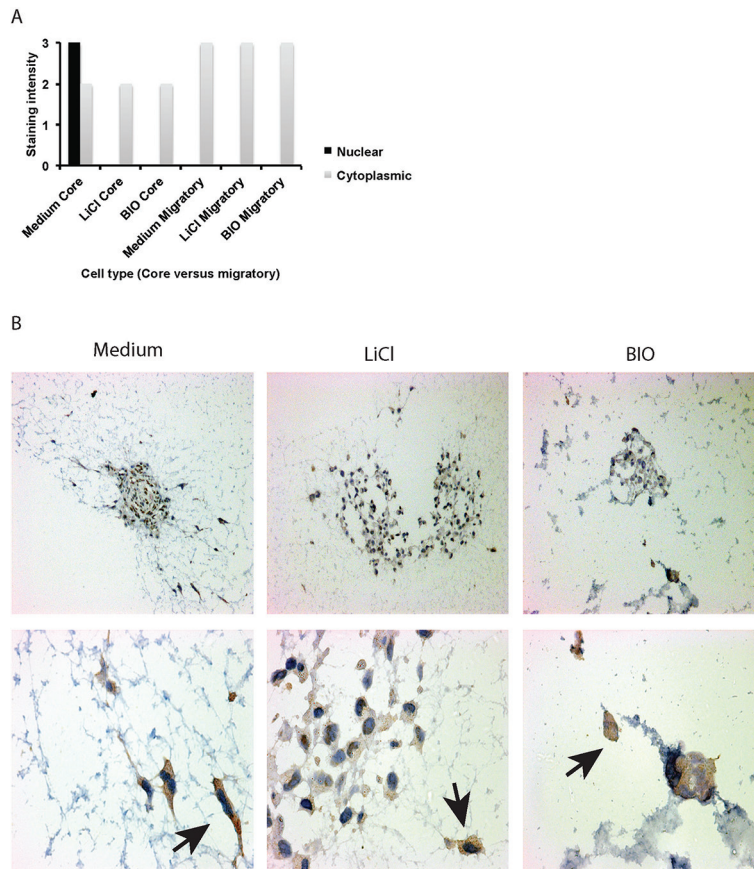 A
3
2
1
0
Staining intensity
Medium Core
LiCl Core
BIO Core
Medium Migratory
LiCl Migratory
BIO Migratory
Cell type (Core versus migratory)
Nuclear
Cytoplasmic
B
Medium
LiCl
BIO